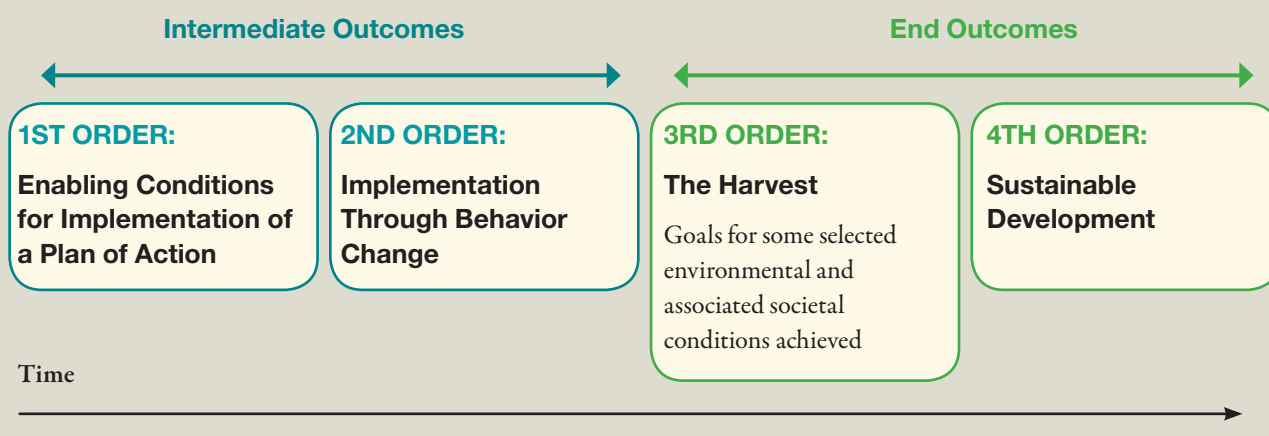 Intermediate Outcomes
End Outcomes
1ST ORDER:
Enabling Conditions
for Implementation of
a Plan of Action
2ND ORDER:
Implementation
Through Behavior
Change
3RD ORDER:
The Harvest
Goals for some selected
environmental and
associated societal
conditions achieved
4TH ORDER:
Sustainable
Development
Time